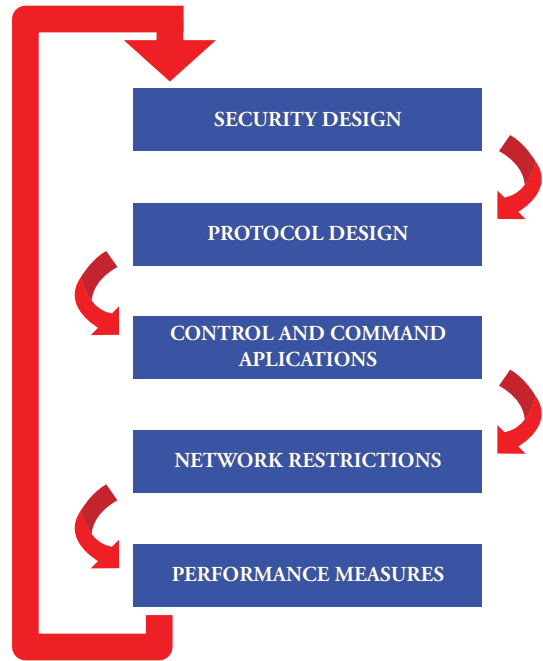 SECURITY DESIGN
PROTOCOL DESIGN
CONTROL AND COMMAND
APLICATIONS
NETWORK RESTRICTIONS
PERFORMANCE MEASURES